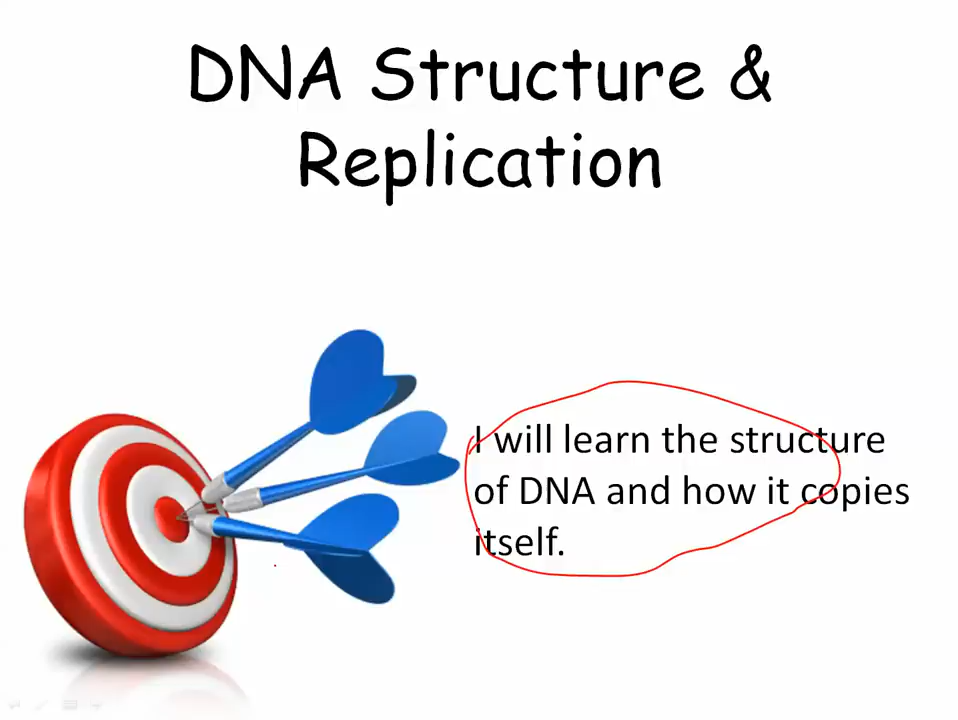 DNA Structure &
Replication
I will learn the structure
of DNA and how it copies
itself.